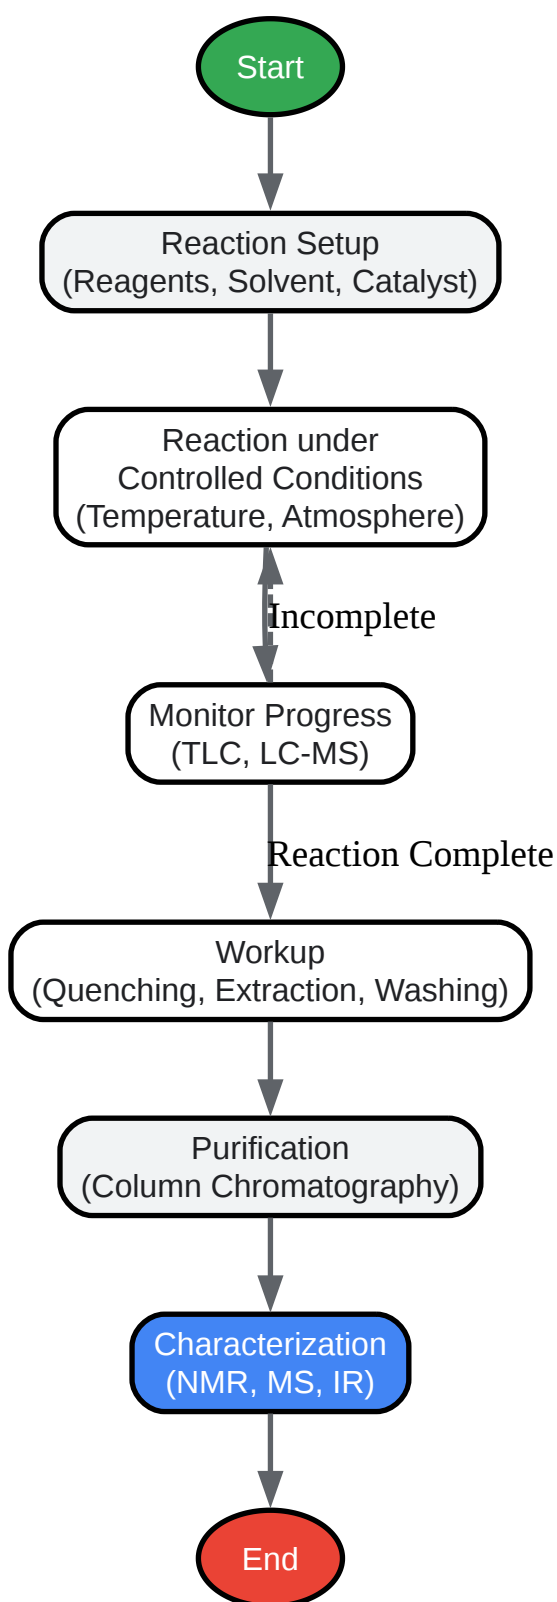 Start
Reaction Setup
(Reagents, Solvent, Catalyst)
Reaction under
Controlled Conditions
(Temperature, Atmosphere)
Incomplete
Monitor Progress
(TLC, LC-MS)
Reaction Complete
Workup
(Quenching, Extraction, Washing)
Purification
(Column Chromatography)
Characterization
(NMR, MS, IR)
End